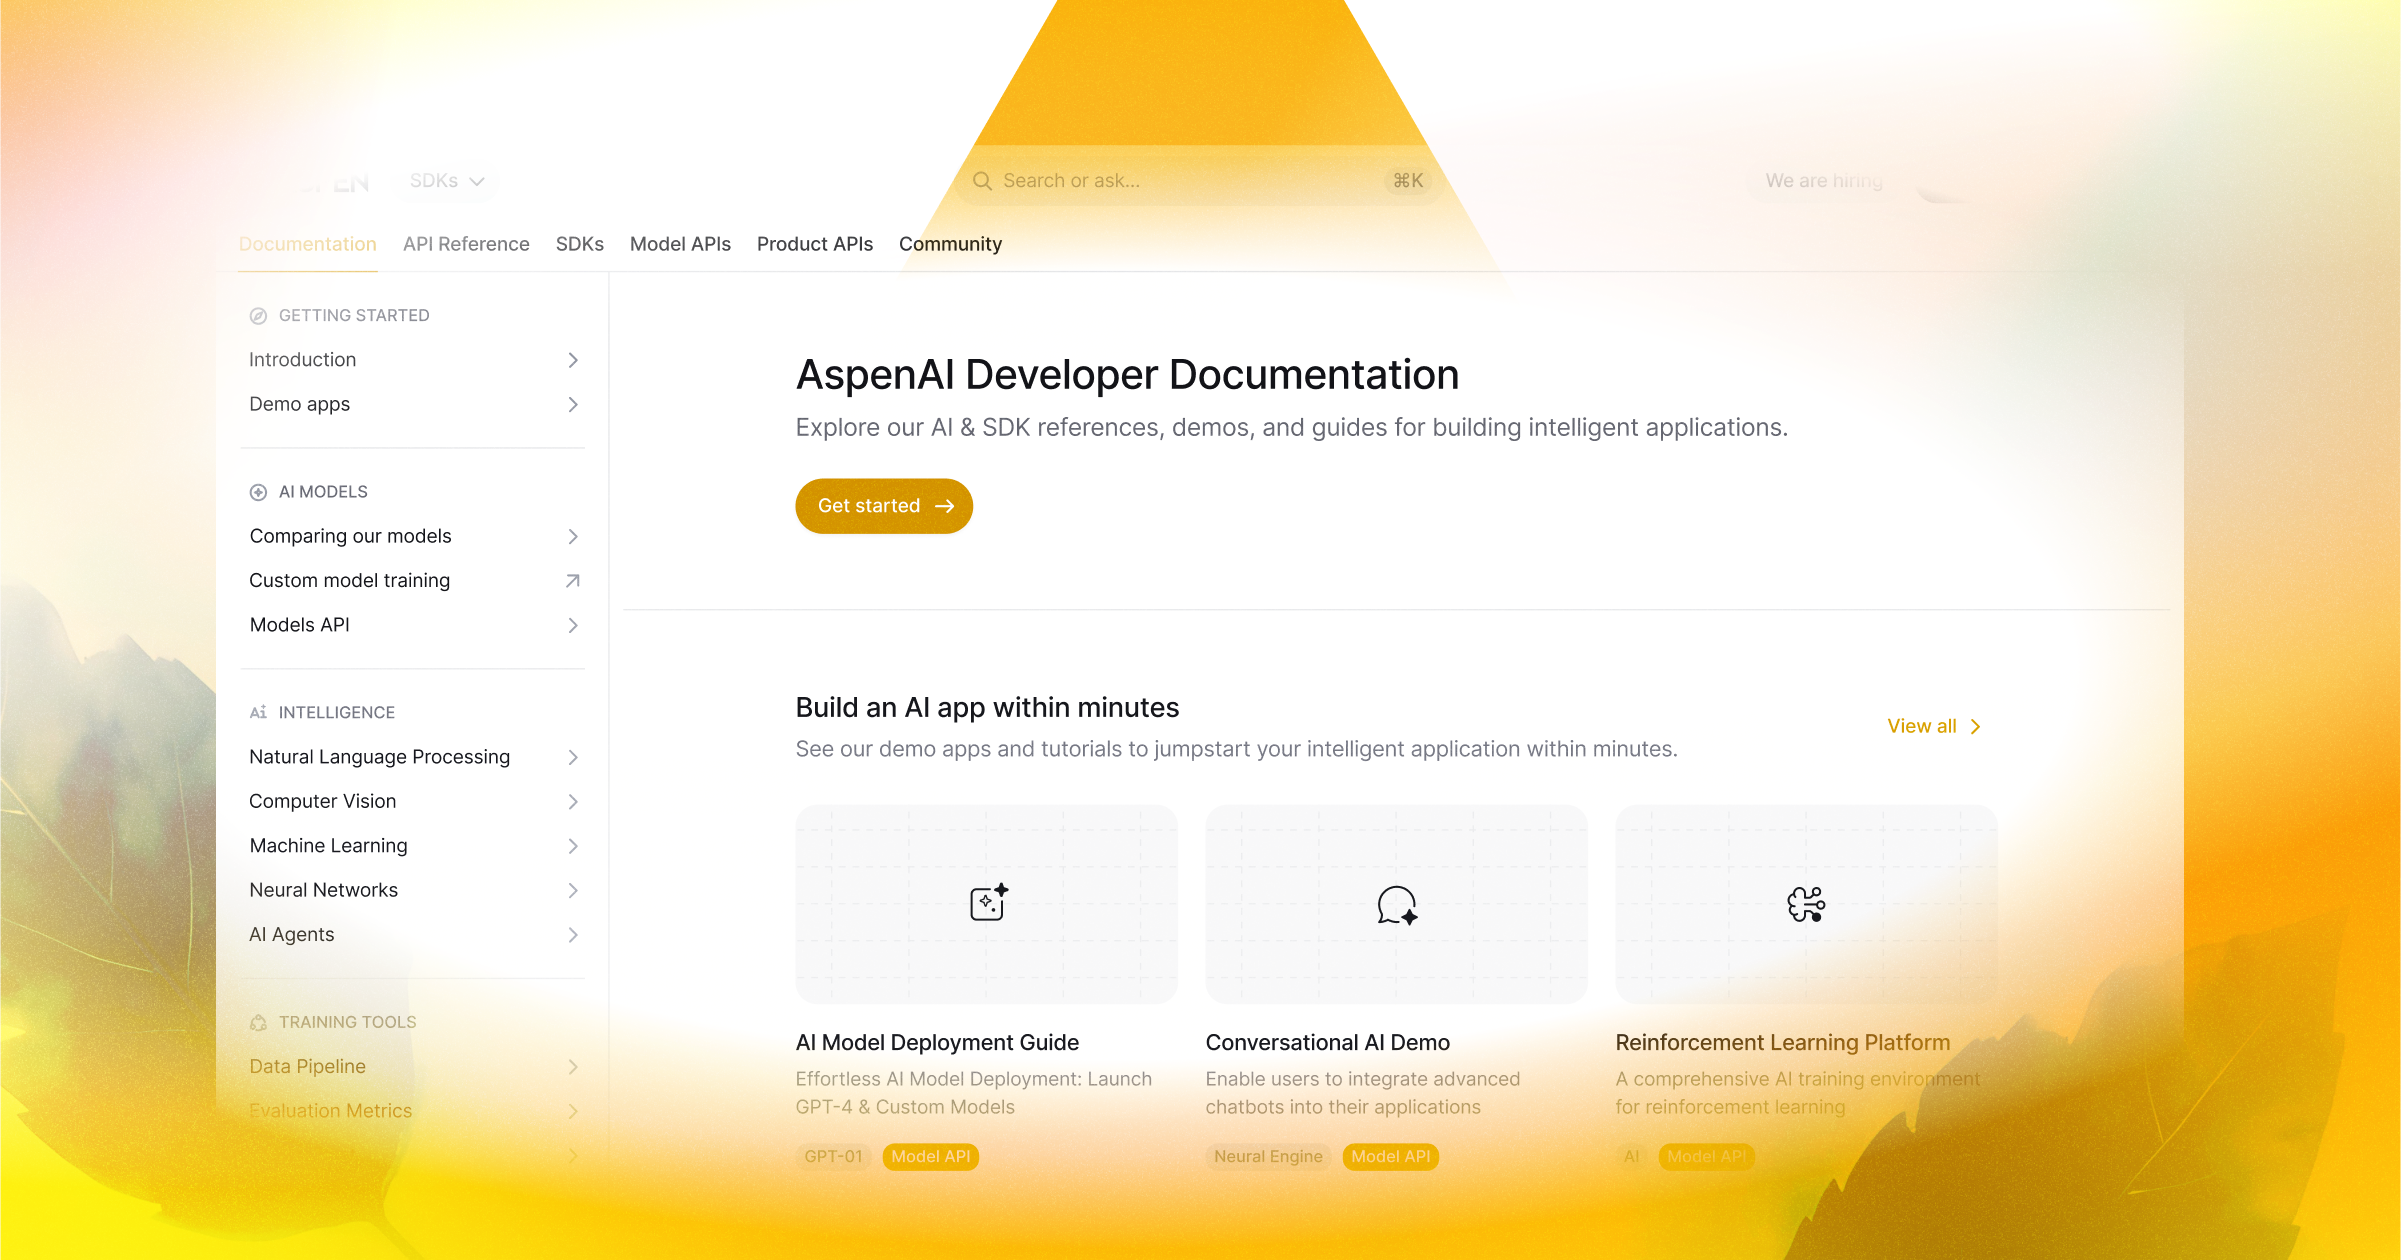 SDKs
Search or ask...
⌘K
We are hiring
Documentation
API Reference
SDKs
Model APIs
Product APIs
Community
GETTING STARTED
Introduction
Demo apps
AI MODELS
Comparing our models
Custom model training
Models API
INTELLIGENCE
Natural Language Processing
Computer Vision
Machine Learning
Neural Networks
AI Agents
TRAINING TOOLS
Data Pipeline
Evaluation Metrics
AspenAI Developer Documentation
Explore our AI & SDK references, demos, and guides for building intelligent applications.
Get started
Build an AI app within minutes
See our demo apps and tutorials to jumpstart your intelligent application within minutes.
View all
AI Model Deployment Guide
Effortless AI Model Deployment: Launch
GPT-4 & Custom Models
GPT-01
Model API
Conversational AI Demo
Enable users to integrate advanced
chatbots into their applications
Neural Engine
Model API
Reinforcement Learning Platform
A comprehensive AI training environment
for reinforcement learning
AI
Model API